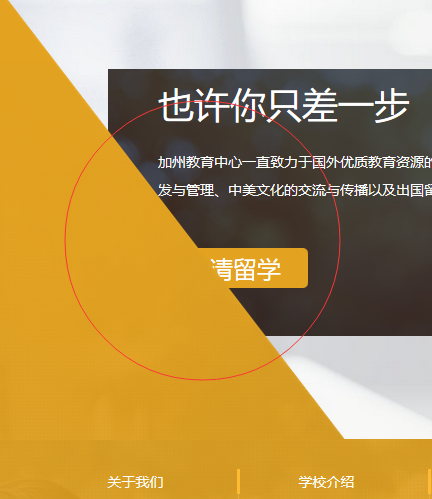 也许你只差一步
加州教育中心一直致力于国外优质教育资源的
发与管理、中美文化的交流与传播以及出国留
请留学
关于我们
学校介绍